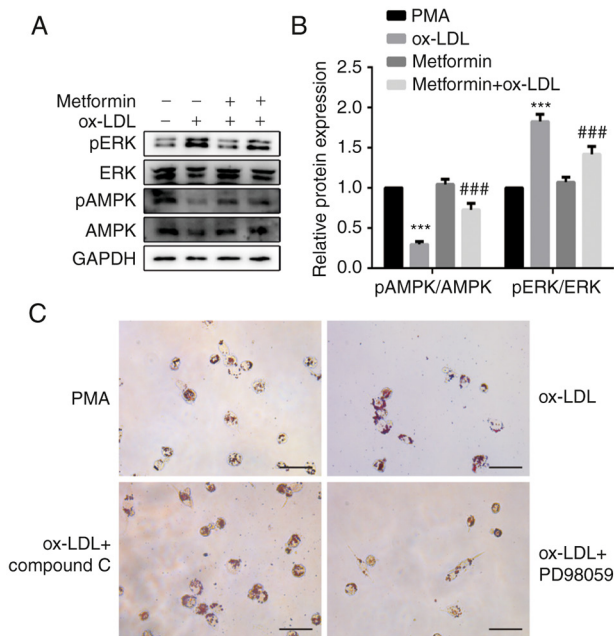 A
Metformin − − + +
ox-LDL − + + +
pERK
ERK
pAMPK
AMPK
GAPDH
B
PMA
ox-LDL
Metformin
Metformin+ox-LDL
Relative protein expression
2.5
2.0
1.5
1.0
0.5
0.0
***
###
***
###
pAMPK/AMPK pERK/ERK
C
PMA
ox-LDL
ox-LDL+
compound C
ox-LDL+
PD98059